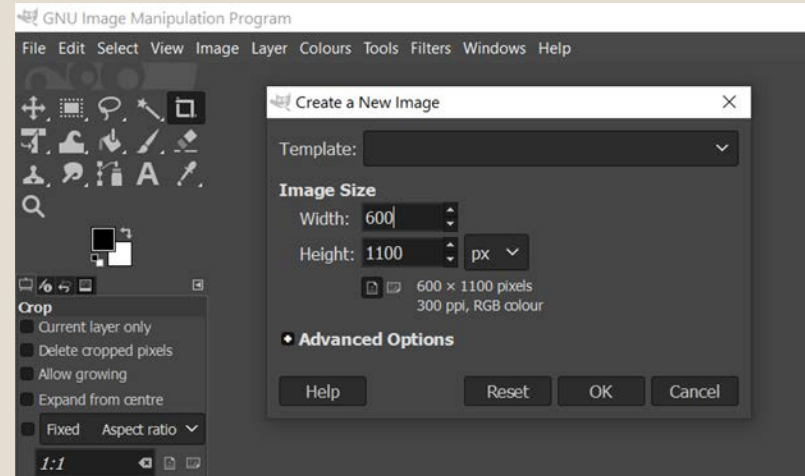 GNU Image Manipulation Program
File Edit Select View Image Layer Colours Tools Filters Windows Help
Create a New Image
Template:
Image Size
Width: 600
Height: 1100 px
600 × 1100 pixels
300 ppi, RGB colour
Advanced Options
Help Reset OK Cancel
Crop
Current layer only
Delete cropped pixels
Allow growing
Expand from centre
Fixed Aspect ratio
1:1